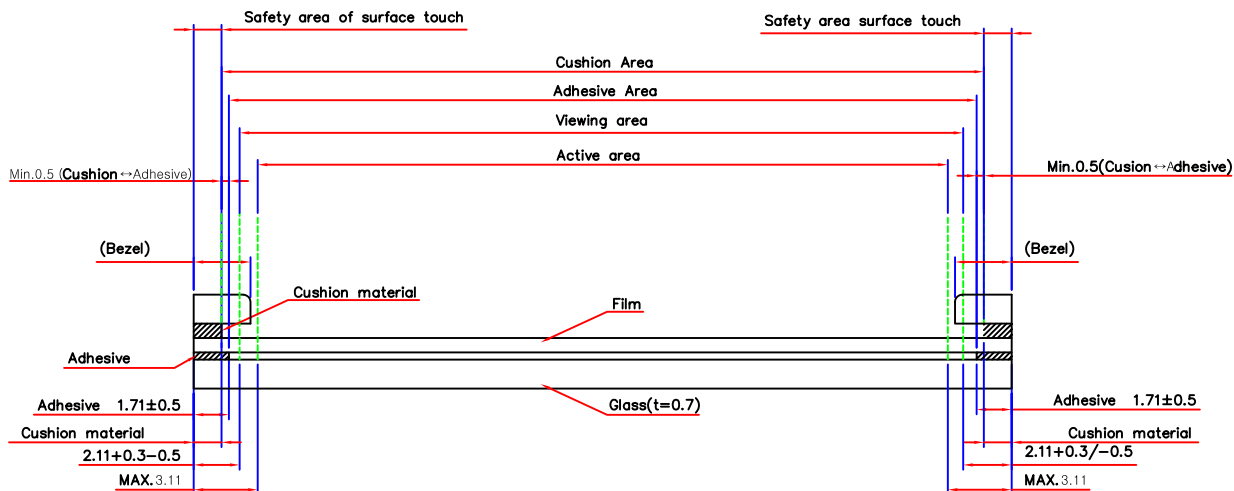 Safety area of surface touch
Safety area surface touch
Cushion Area
Adhesive Area
Viewing area
Active area
Min.0.5 (Cushion↔Adhesive)
Min.0.5(Cusion↔Adhesive)
(Bezel)
(Bezel)
Cushion material
Film
Adhesive
Adhesive 1.71±0.5
Glass(t=0.7)
Adhesive 1.71±0.5
Cushion material
Cushion material
2.11+0.3-0.5
2.11+0.3/-0.5
MAX.3.11
MAX.3.11